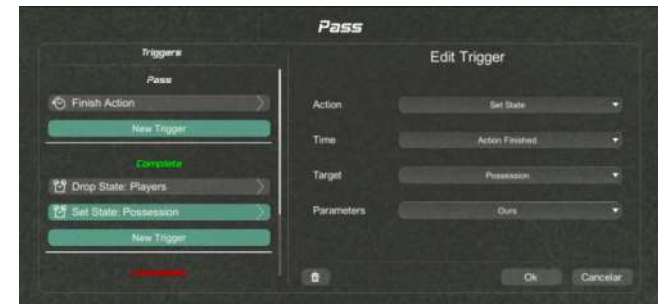 Pass
Triggers
Edit Trigger
Pass
Finish Action
New Trigger
Complete
Drop State: Players
Set State: Possession
New Trigger
Action
Set State
Time
Action Finished
Target
Possession
Parameters
Ours
Ok
Cancelar